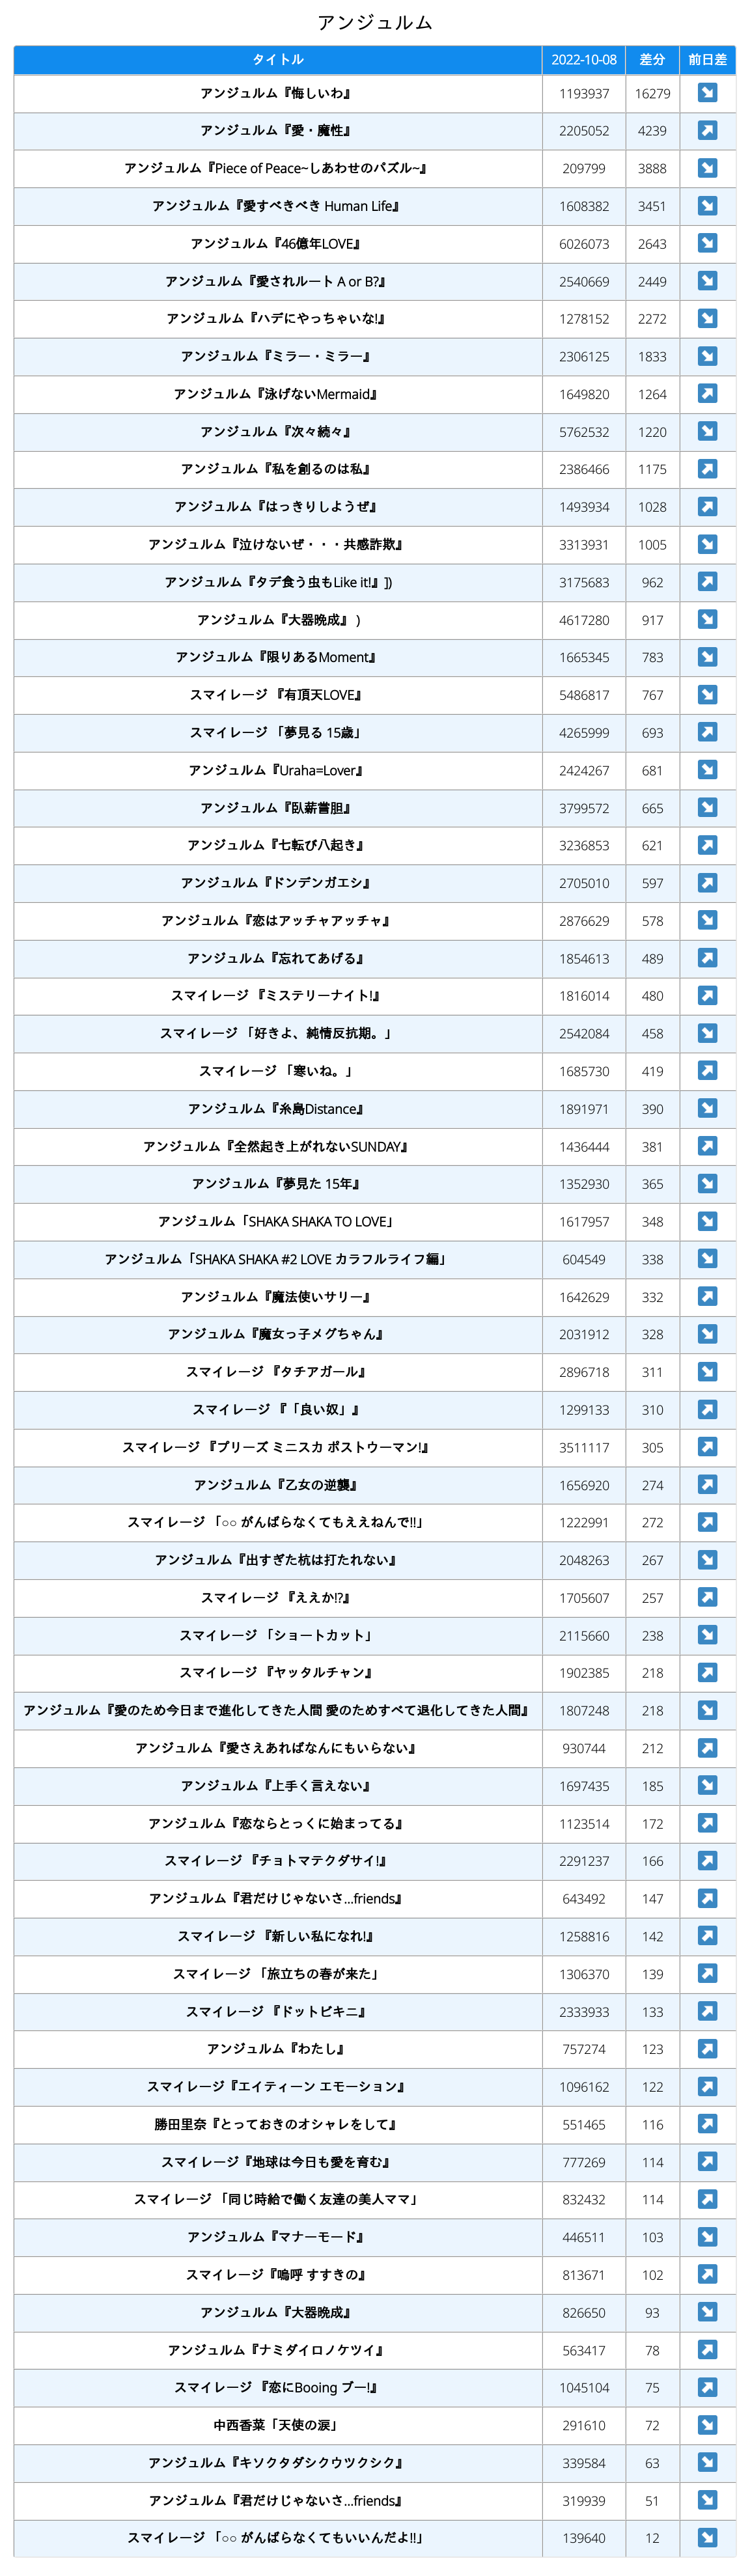 アンジュルム
タイトル 2022-10-08 差分 前日差
アンジュルム『悔しいわ』 1193937 16279 ↘
アンジュルム『愛・魔性』 2205052 4239 ↗
アンジュルム『Piece of Peace~しあわせのパズル~』 209799 3888 ↘
アンジュルム『愛すべきべき Human Life』 1608382 3451 ↘
アンジュルム『46億年LOVE』 6026073 2643 ↘
アンジュルム『愛されルート A or B?』 2540669 2449 ↘
アンジュルム『ハデにやっちゃいな!』 1278152 2272 ↘
アンジュルム『ミラー・ミラー』 2306125 1833 ↘
アンジュルム『泳げないMermaid』 1649820 1264 ↗
アンジュルム『次々続々』 5762532 1220 ↘
アンジュルム『私を創るのは私』 2386466 1175 ↗
アンジュルム『はっきりしようぜ』 1493934 1028 ↗
アンジュルム『泣けないぜ・・・共感詐欺』 3313931 1005 ↘
アンジュルム『タデ食う虫もLike it!』]) 3175683 962 ↗
アンジュルム『大器晩成』 ) 4617280 917 ↘
アンジュルム『限りあるMoment』 1665345 783 ↘
スマイレージ 『有頂天LOVE』 5486817 767 ↘
スマイレージ 「夢見る 15歳」 4265999 693 ↗
アンジュルム『Uraha=Lover』 2424267 681 ↘
アンジュルム『臥薪嘗胆』 3799572 665 ↘
アンジュルム『七転び八起き』 3236853 621 ↗
アンジュルム『ドンデンガエシ』 2705010 597 ↗
アンジュルム『恋はアッチャアッチャ』 2876629 578 ↘
アンジュルム『忘れてあげる』 1854613 489 ↗
スマイレージ 『ミステリーナイト!』 1816014 480 ↗
スマイレージ 「好きよ、純情反抗期。」 2542084 458 ↘
スマイレージ 「寒いね。」 1685730 419 ↗
アンジュルム『糸島Distance』 1891971 390 ↘
アンジュルム『全然起き上がれないSUNDAY』 1436444 381 ↗
アンジュルム『夢見た 15年』 1352930 365 ↘
アンジュルム「SHAKA SHAKA TO LOVE」 1617957 348 ↘
アンジュルム「SHAKA SHAKA #2 LOVE カラフルライフ編」 604549 338 ↘
アンジュルム『魔法使いサリー』 1642629 332 ↗
アンジュルム『魔女っ子メグちゃん』 2031912 328 ↘
スマイレージ 『タチアガール』 2896718 311 ↘
スマイレージ 『「良い奴」』 1299133 310 ↗
スマイレージ 『プリーズ ミニスカ ポストウーマン!』 3511117 305 ↗
アンジュルム『乙女の逆襲』 1656920 274 ↗
スマイレージ 「○○ がんばらなくてもええねんで!!」 1222991 272 ↗
アンジュルム『出すぎた杭は打たれない』 2048263 267 ↘
スマイレージ 『ええか!?』 1705607 257 ↗
スマイレージ 「ショートカット」 2115660 238 ↘
スマイレージ 『ヤッタルチャン』 1902385 218 ↗
アンジュルム『愛のため今日まで進化してきた人間 愛のためすべて退化してきた人間』 1807248 218 ↘
アンジュルム『愛さえあればなんにもいらない』 930744 212 ↗
アンジュルム『上手く言えない』 1697435 185 ↘
アンジュルム『恋ならとっくに始まってる』 1123514 172 ↗
スマイレージ 『チョトマテクダサイ!』 2291237 166 ↗
アンジュルム『君だけじゃないさ...friends』 643492 147 ↗
スマイレージ 『新しい私になれ!』 1258816 142 ↗
スマイレージ 「旅立ちの春が来た」 1306370 139 ↗
スマイレージ 『ドットビキニ』 2333933 133 ↗
アンジュルム『わたし』 757274 123 ↘
スマイレージ『エイティーン エモーション』 1096162 122 ↗
勝田里奈『とっておきのオシャレをして』 551465 116 ↗
スマイレージ『地球は今日も愛を育む』 777269 114 ↗
スマイレージ 「同じ時給で働く友達の美人ママ」 832432 114 ↗
アンジュルム『マナーモード』 446511 103 ↘
スマイレージ『嗚呼 すすきの』 813671 102 ↗
アンジュルム『大器晩成』 826650 93 ↘
アンジュルム『ナミダイロノケツイ』 563417 78 ↗
スマイレージ 『恋にBooing ブー!』 1045104 75 ↗
中西香菜「天使の涙」 291610 72 ↘
アンジュルム『キソクタダシクウツクシク』 339584 63 ↘
アンジュルム『君だけじゃないさ...friends』 319939 51 ↘
スマイレージ 「○○ がんばらなくてもいいんだよ!!」 139640 12 ↘